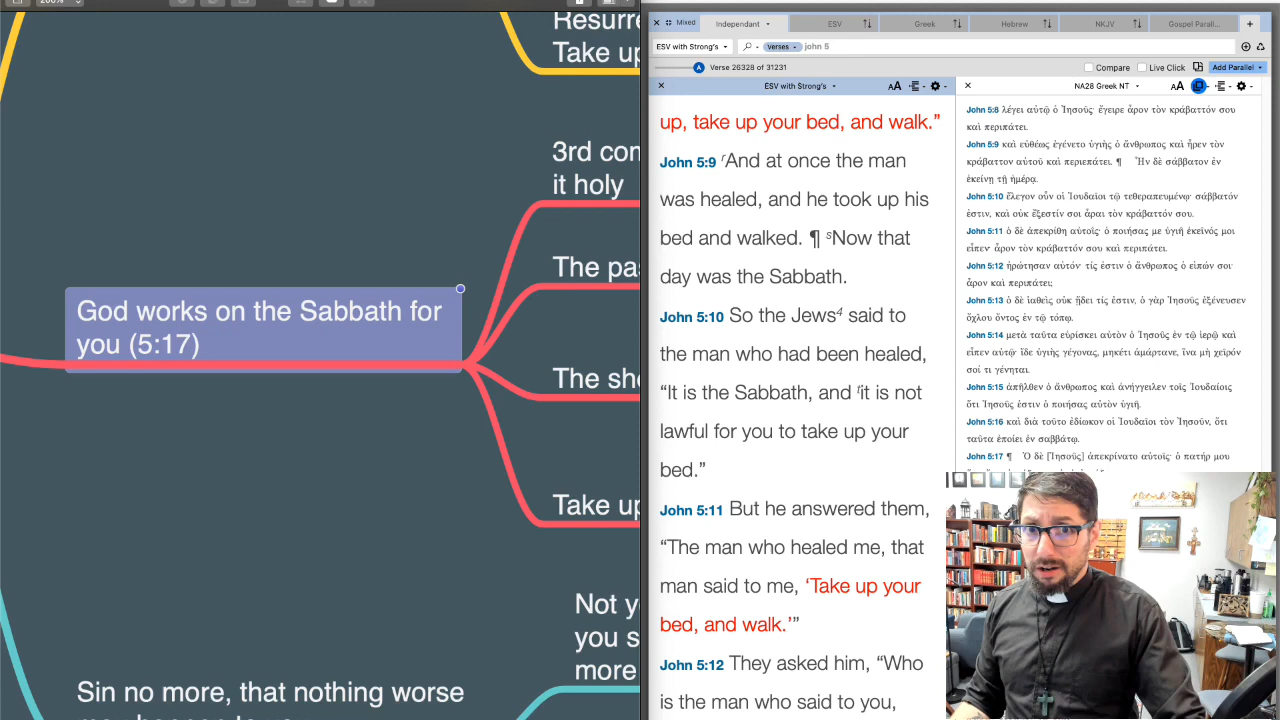 200%
Resurre
Take up
3rd com
it holy
The pas
God works on the Sabbath for
you (5:17)
The she
Take up
Not yo
you s
more
Sin no more, that nothing worse
Mixed
Independant
ESV
Greek
Hebrew
NKJV
Gospel Parall...
ESV with Strong's
Verses
john 5
Verse 26328 of 31231
Compare
Live Click
Add Parallel
ESV with Strong's
AA
up, take up your bed, and walk.”
John 5:9 ʳAnd at once the man
was healed, and he took up his
bed and walked. ¶ ˢNow that
day was the Sabbath.
John 5:10 So the Jews⁴ said to
the man who had been healed,
“It is the Sabbath, and ᵗit is not
lawful for you to take up your
bed.”
John 5:11 But he answered them,
“The man who healed me, that
man said to me, ‘Take up your
bed, and walk.’”
John 5:12 They asked him, “Who
is the man who said to you,
NA28 Greek NT
AA
John 5:8 λέγει αὐτῷ ὁ Ἰησοῦς· ἔγειρε ἆρον τὸν κράβαττόν σου
καὶ περιπάτει.
John 5:9 καὶ εὐθέως ἐγένετο ὑγιὴς ὁ ἄνθρωπος καὶ ἦρεν τὸν
κράβαττον αὐτοῦ καὶ περιεπάτει. ¶ Ἦν δὲ σάββατον ἐν
ἐκείνῃ τῇ ἡμέρᾳ.
John 5:10 ἔλεγον οὖν οἱ Ἰουδαῖοι τῷ τεθεραπευμένῳ· σάββατόν
ἐστιν, καὶ οὐκ ἔξεστίν σοι ἆραι τὸν κράβαττόν σου.
John 5:11 ὁ δὲ ἀπεκρίθη αὐτοῖς· ὁ ποιήσας με ὑγιῆ ἐκεῖνός μοι
εἶπεν· ἆρον τὸν κράβαττόν σου καὶ περιπάτει.
John 5:12 ἠρώτησαν αὐτόν· τίς ἐστιν ὁ ἄνθρωπος ὁ εἰπών σοι·
ἆρον καὶ περιπάτει;
John 5:13 ὁ δὲ ἰαθεὶς οὐκ ᾔδει τίς ἐστιν, ὁ γὰρ Ἰησοῦς ἐξένευσεν
ὄχλου ὄντος ἐν τῷ τόπῳ.
John 5:14 μετὰ ταῦτα εὑρίσκει αὐτὸν ὁ Ἰησοῦς ἐν τῷ ἱερῷ καὶ
εἶπεν αὐτῷ· ἴδε ὑγιὴς γέγονας, μηκέτι ἁμάρτανε, ἵνα μὴ χεῖρόν
σοί τι γένηται.
John 5:15 ἀπῆλθεν ὁ ἄνθρωπος καὶ ἀνήγγειλεν τοῖς Ἰουδαίοις
ὅτι Ἰησοῦς ἐστιν ὁ ποιήσας αὐτὸν ὑγιῆ.
John 5:16 καὶ διὰ τοῦτο ἐδίωκον οἱ Ἰουδαῖοι τὸν Ἰησοῦν, ὅτι
ταῦτα ἐποίει ἐν σαββάτῳ.
John 5:17 ¶ Ὁ δὲ [Ἰησοῦς] ἀπεκρίνατο αὐτοῖς· ὁ πατήρ μου